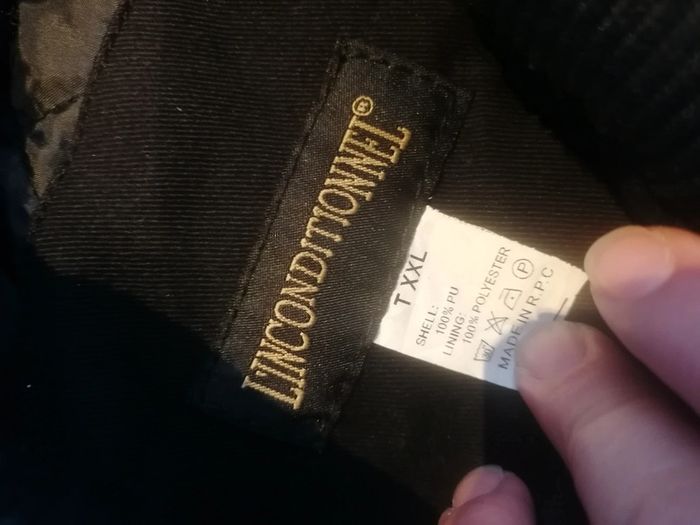 L'INCONDITIONNEL®
T XXL
SHELL:
100% PU
LINING:
100% POLYESTER
P
MADE IN R.P.C